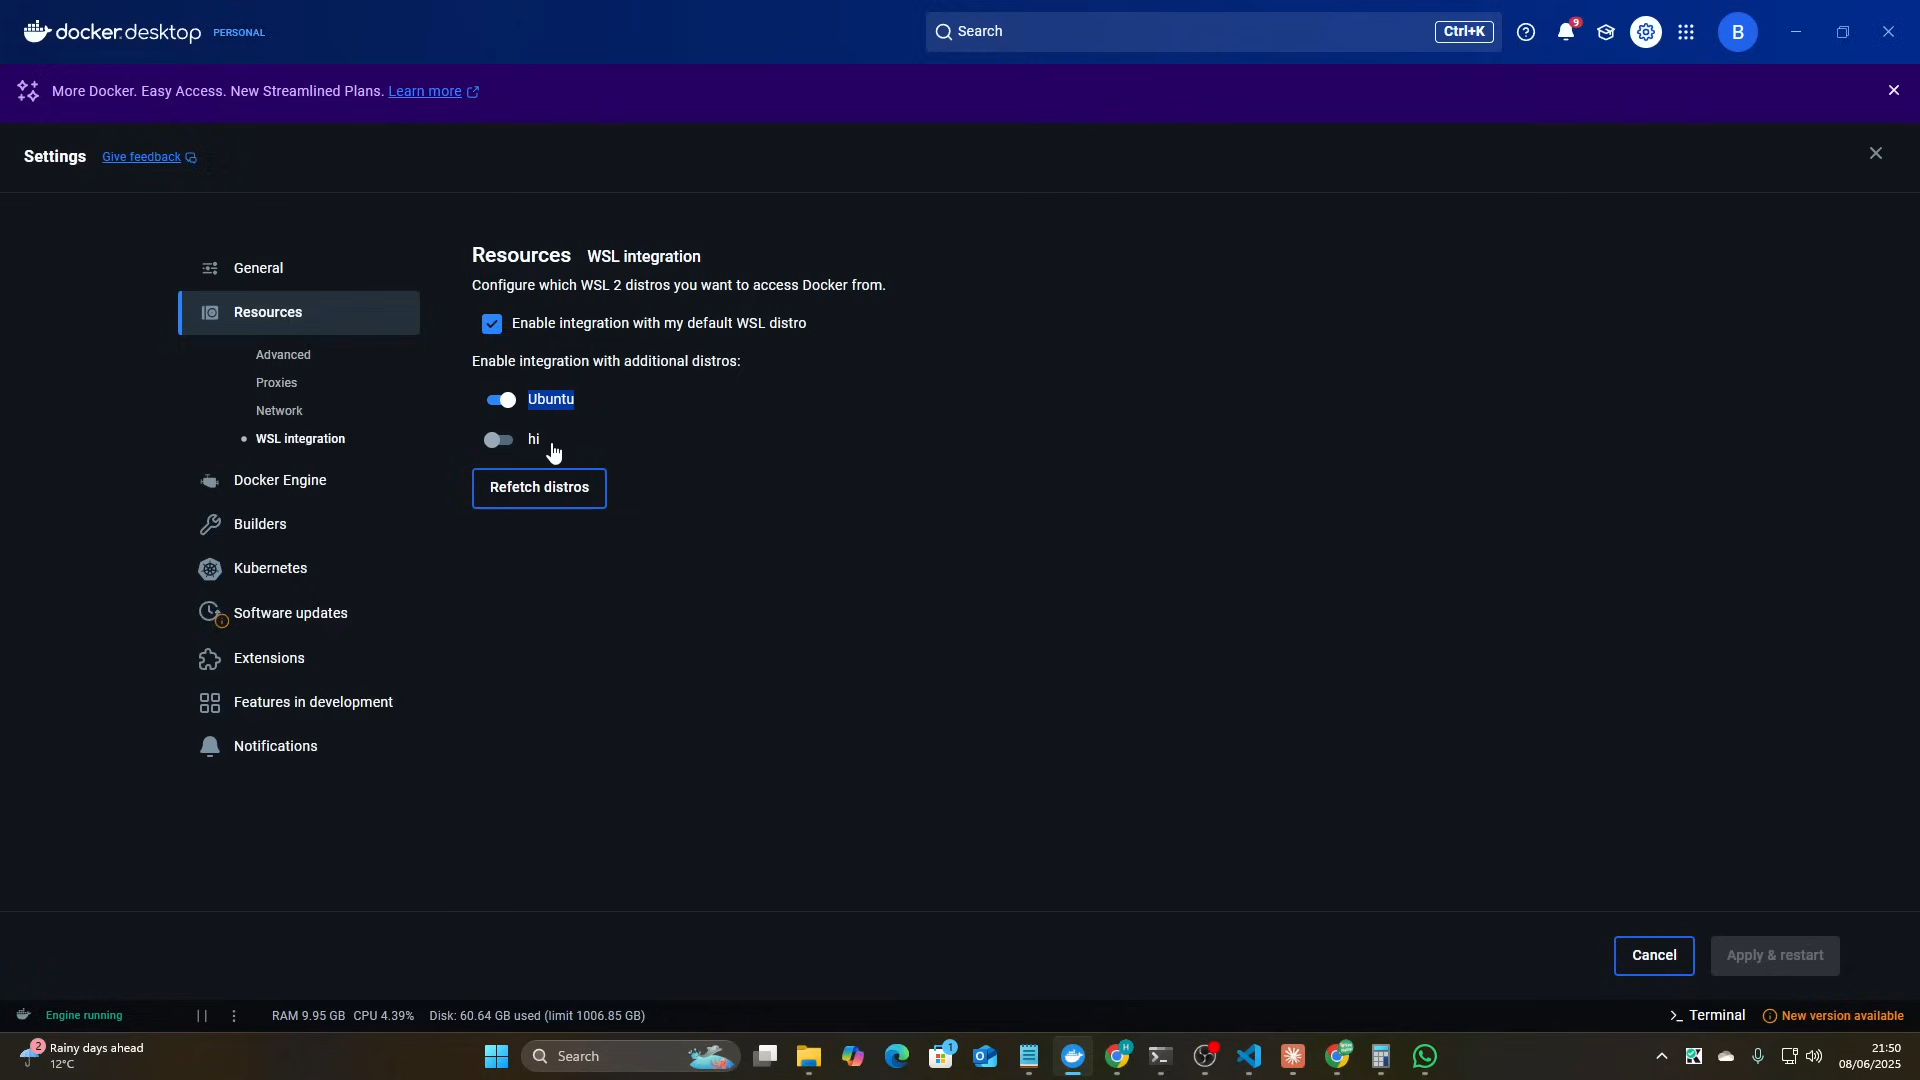 docker desktop PERSONAL
Search
Ctrl+K
9
B
More Docker. Easy Access. New Streamlined Plans. Learn more
Settings
Give feedback
General
Resources
Advanced
Proxies
Network
WSL integration
Docker Engine
Builders
Kubernetes
Software updates
Extensions
Features in development
Notifications
Resources WSL integration
Configure which WSL 2 distros you want to access Docker from.
Enable integration with my default WSL distro
Enable integration with additional distros:
Ubuntu
hi
Refetch distros
Cancel
Apply & restart
Engine running
RAM 9.95 GB CPU 4.39% Disk: 60.64 GB used (limit 1006.85 GB)
>_ Terminal
New version available
2
Rainy days ahead
12°C
Search
1
H
21:50
08/06/2025